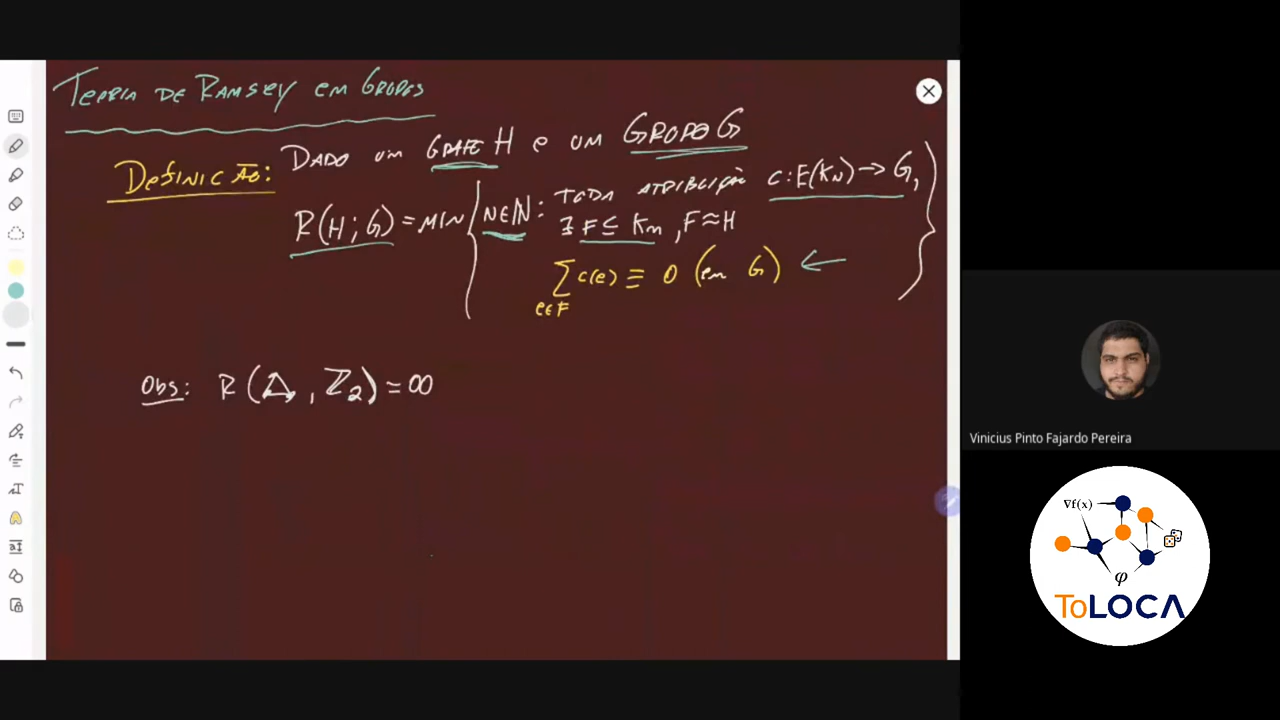 TEORIA DE RAMSEY EM GRUPOS
DEFINICÃO: DADO UM GRAFO H E UM GRUPO G
R(H; G) = MIN { N∈ℕ: TODA ATRIBUIÇÃO c: E(KN) → G,
∃ F ⊆ Kn, F ≈ H
∑ c(e) ≡ 0 (em G) ←
e∈F
Obs: R(△, ℤ2) = ∞
Vinicius Pinto Fajardo Pereira
∇f(x)
φ
ToLOCA